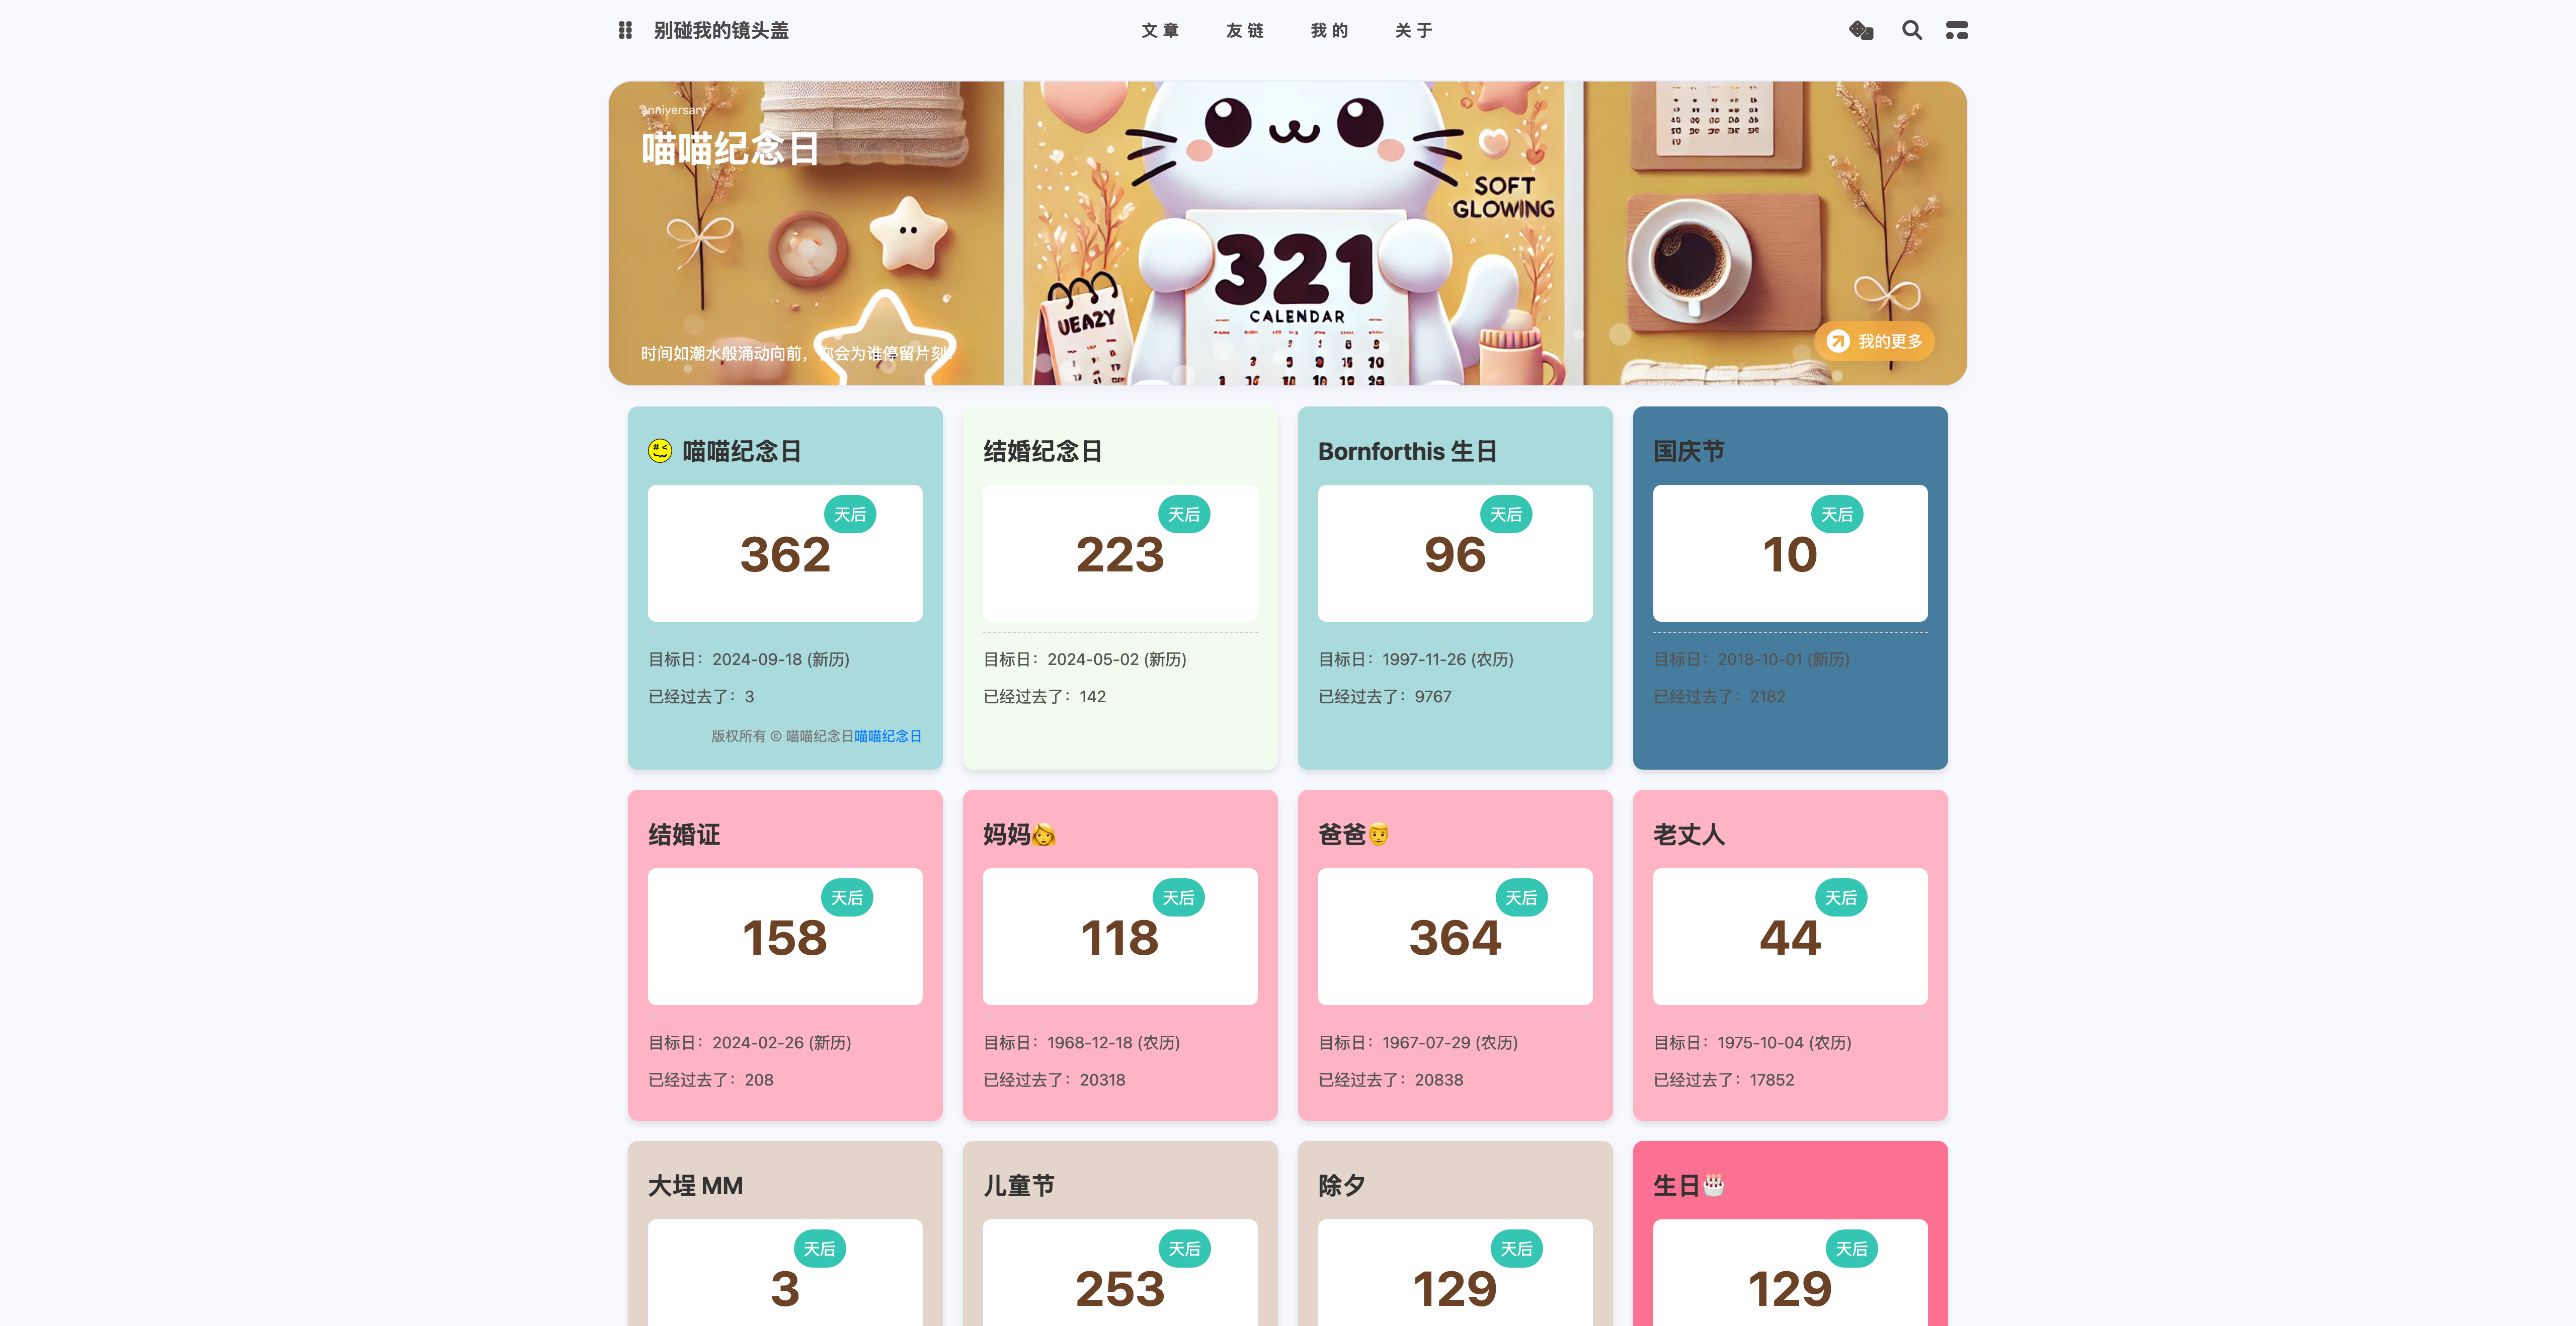 别碰我的镜头盖
文章
友链
我的
关于
anniversary
喵喵纪念日
SOFT
GLOWING
321
CALENDAR
UEAZY
时间如潮水般涌动向前，你会为谁停留片刻?
我的更多
喵喵纪念日
天后
362
目标日：2024-09-18 (新历)
已经过去了：3
版权所有 © 喵喵纪念日喵喵纪念日
结婚纪念日
天后
223
目标日：2024-05-02 (新历)
已经过去了：142
Bornforthis 生日
天后
96
目标日：1997-11-26 (农历)
已经过去了：9767
国庆节
天后
10
目标日：2018-10-01 (新历)
已经过去了：2182
结婚证
天后
158
目标日：2024-02-26 (新历)
已经过去了：208
妈妈👩
天后
118
目标日：1968-12-18 (农历)
已经过去了：20318
爸爸👨
天后
364
目标日：1967-07-29 (农历)
已经过去了：20838
老丈人
天后
44
目标日：1975-10-04 (农历)
已经过去了：17852
大埕 MM
天后
3
儿童节
天后
253
除夕
天后
129
生日🎂
天后
129